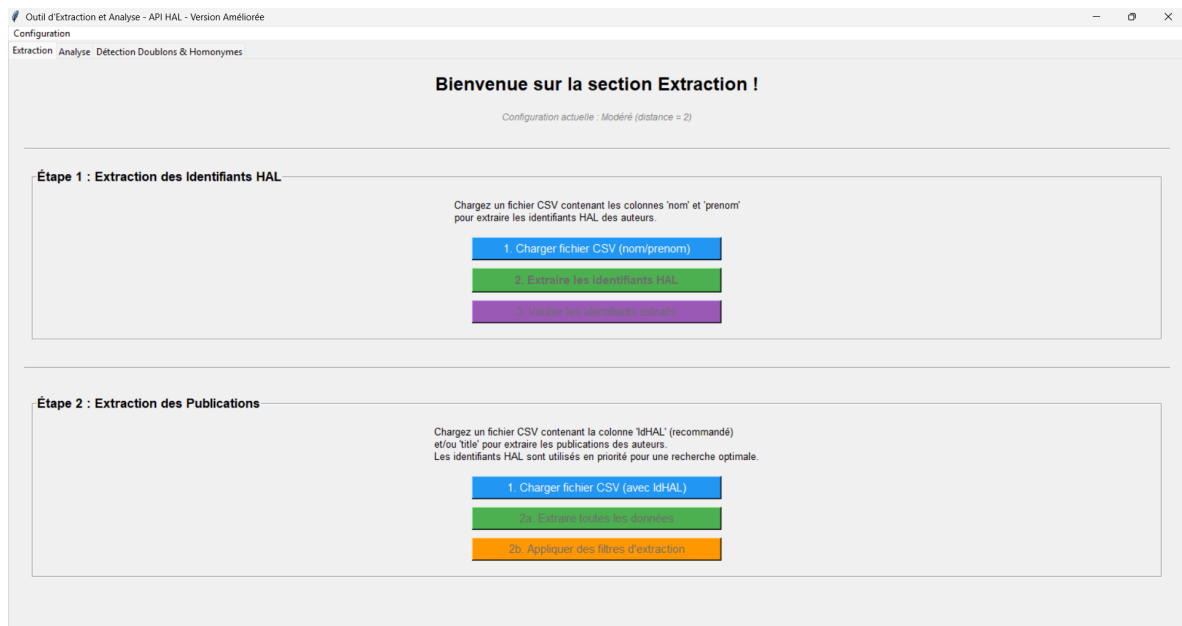 Outil d'Extraction et Analyse - API HAL - Version Améliorée
Configuration
Extraction Analyse Détection Doublons & Homonymes
Bienvenue sur la section Extraction !
Configuration actuelle : Modéré (distance = 2)
Étape 1 : Extraction des Identifiants HAL
Chargez un fichier CSV contenant les colonnes 'nom' et 'prenom'
pour extraire les identifiants HAL des auteurs.
1. Charger fichier CSV (nom/prenom)
2. Extraire les identifiants HAL
3. Valider les identifiants extraits
Étape 2 : Extraction des Publications
Chargez un fichier CSV contenant la colonne 'IdHAL' (recommandé)
et/ou 'title' pour extraire les publications des auteurs.
Les identifiants HAL sont utilisés en priorité pour une recherche optimale.
1. Charger fichier CSV (avec IdHAL)
2a. Extraire toutes les données
2b. Appliquer des filtres d'extraction